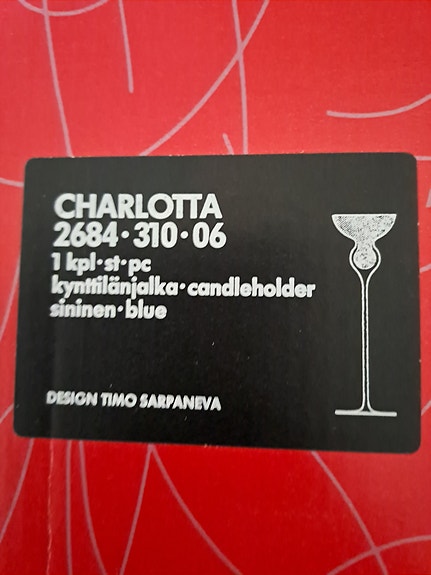 CHARLOTTA
2684·310·06
1 kpl·st·pc
kynttilänjalka·candleholder
sininen·blue
DESIGN TIMO SARPANEVA